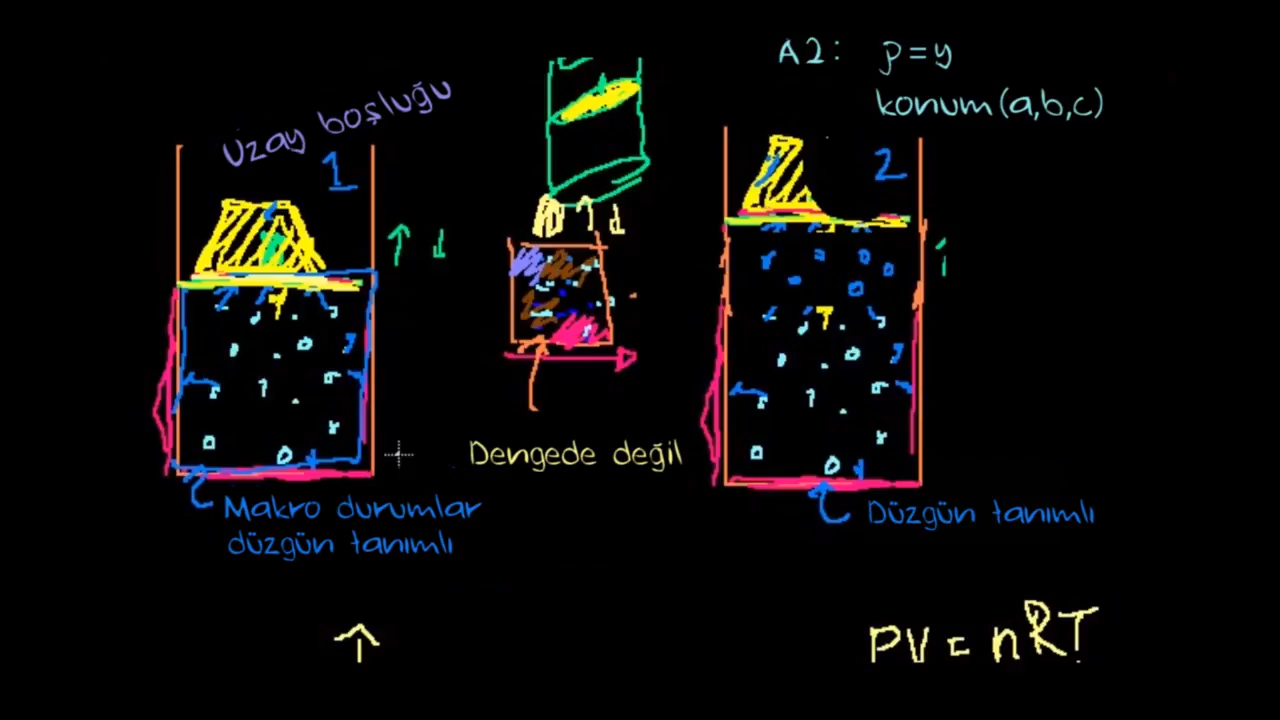 A2: p=y
konum(a,b,c)
Uzay boşluğu
1
2
Dengede değil
Makro durumlar
düzgün tanımlı
Düzgün tanımlı
PV = nRT